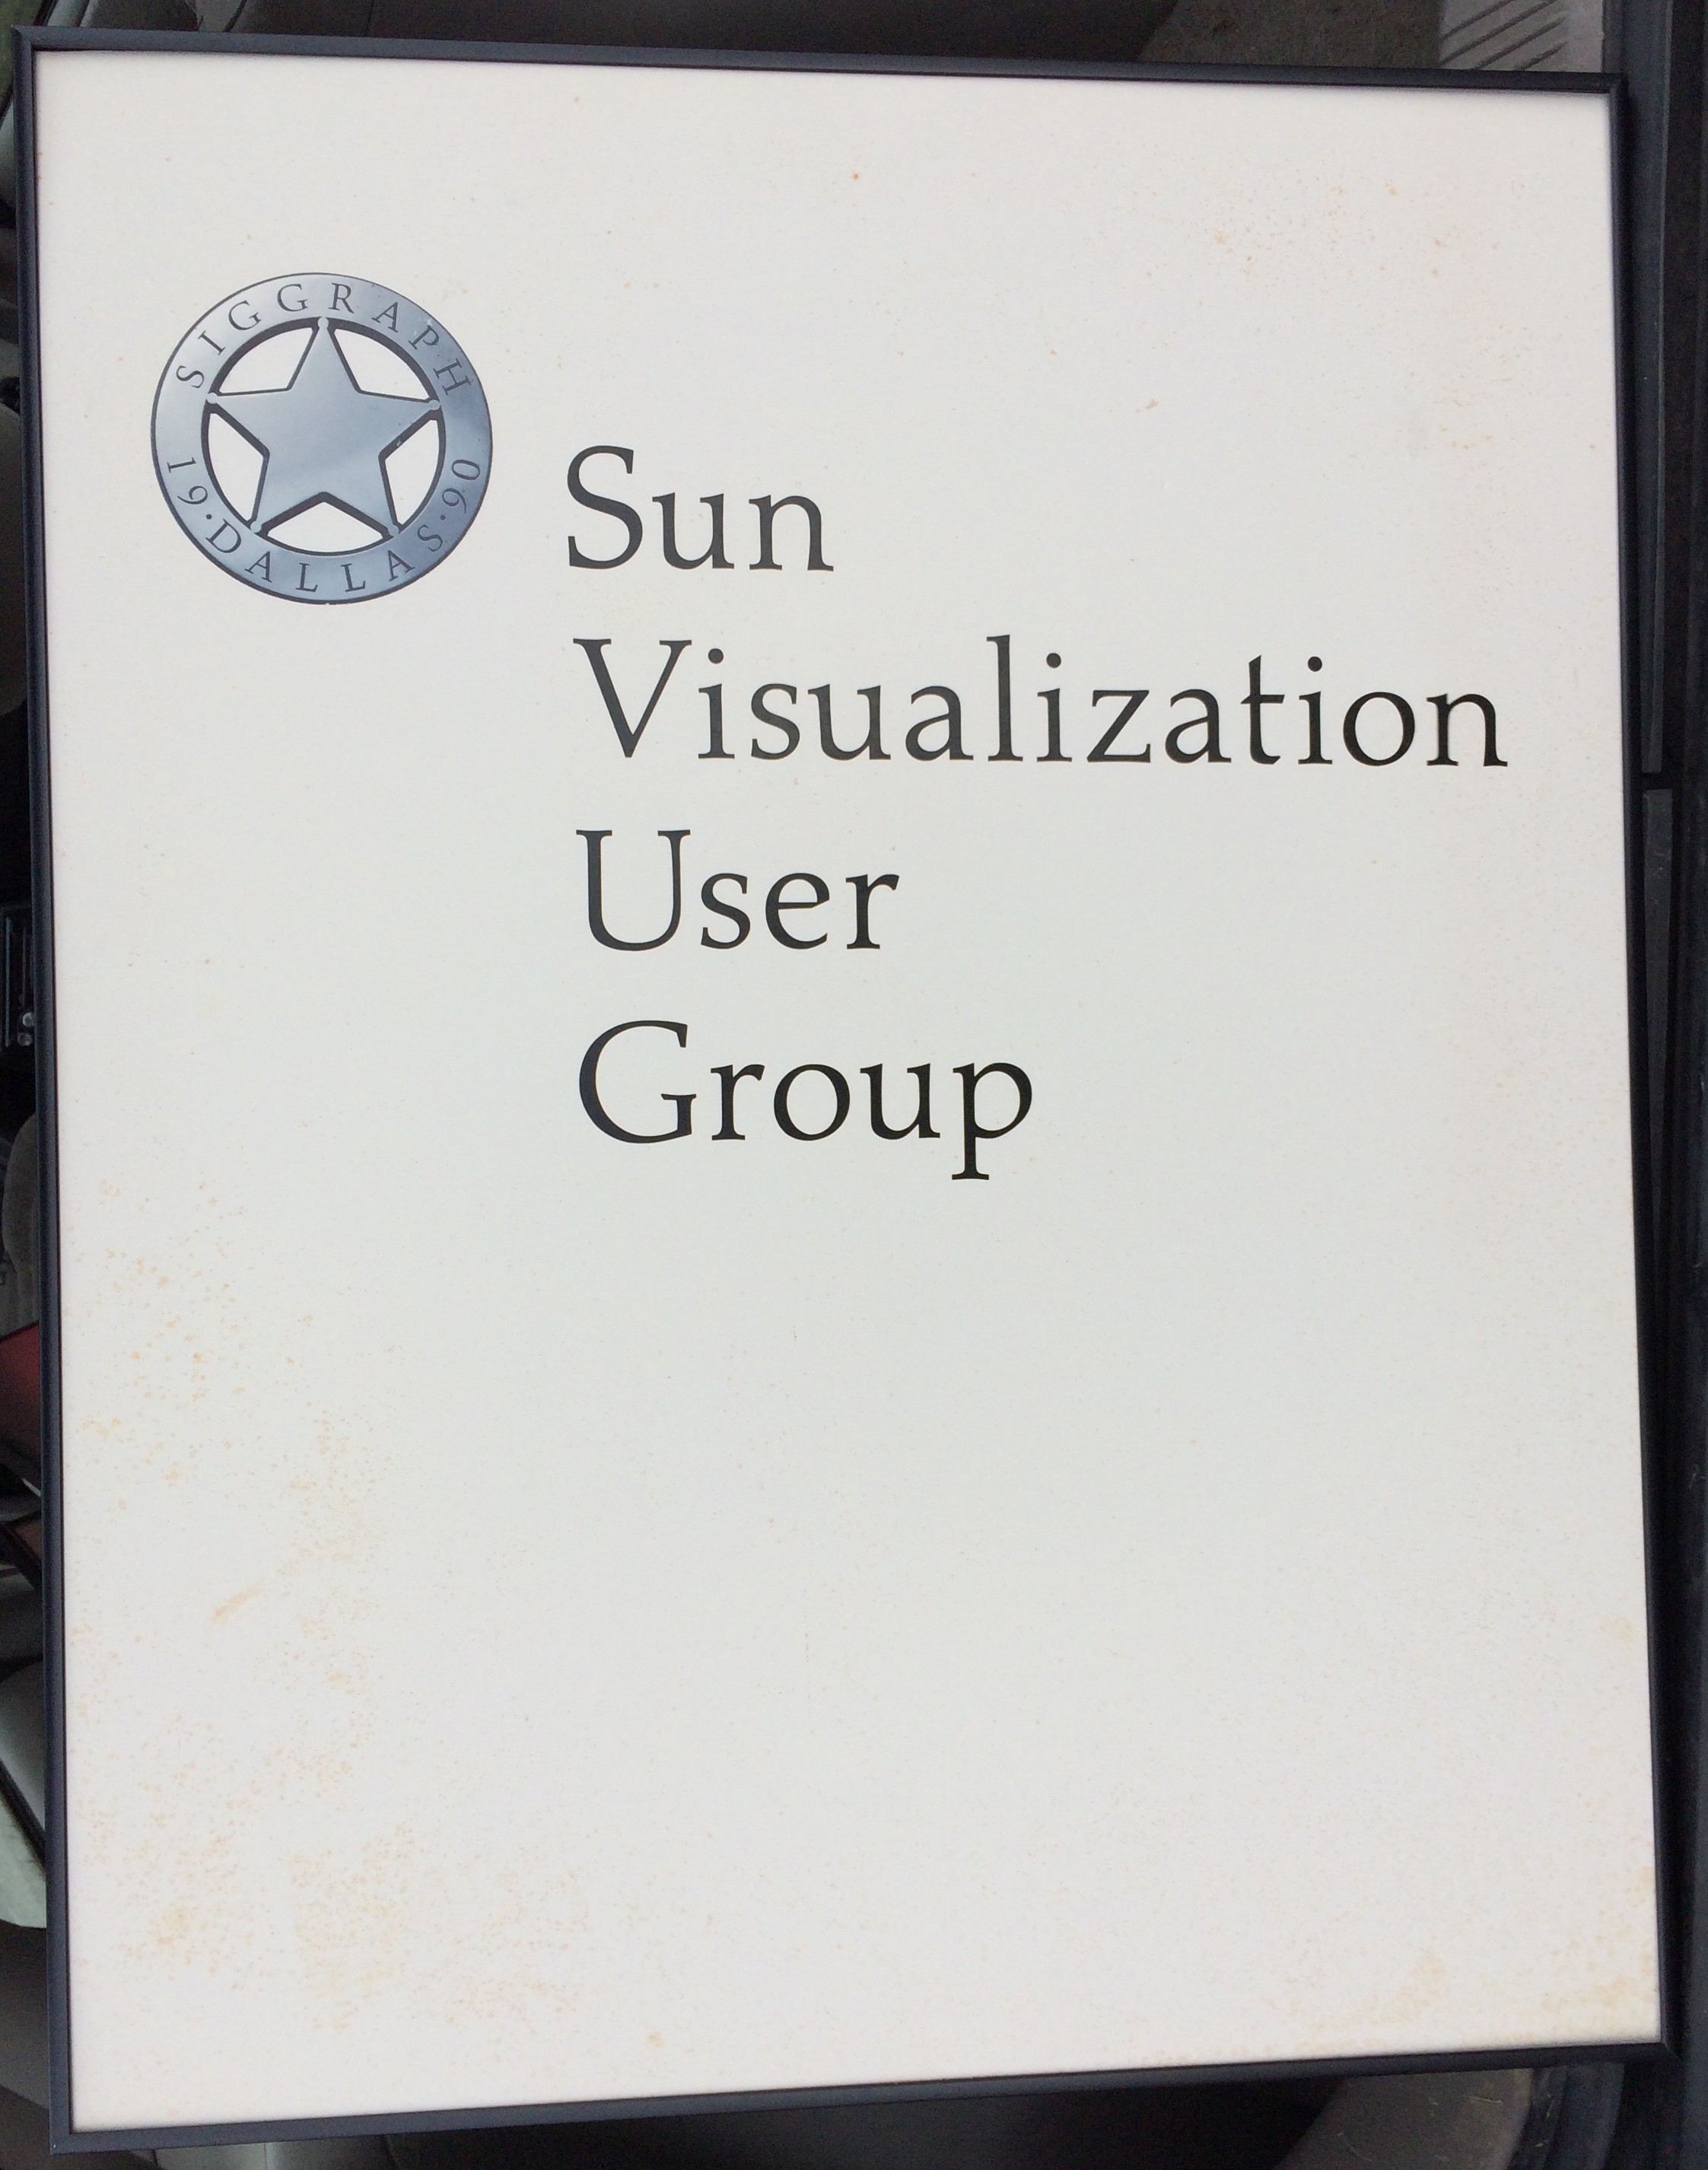 SIGGRAPH
19·DALLAS·90
Sun
Visualization
User
Group